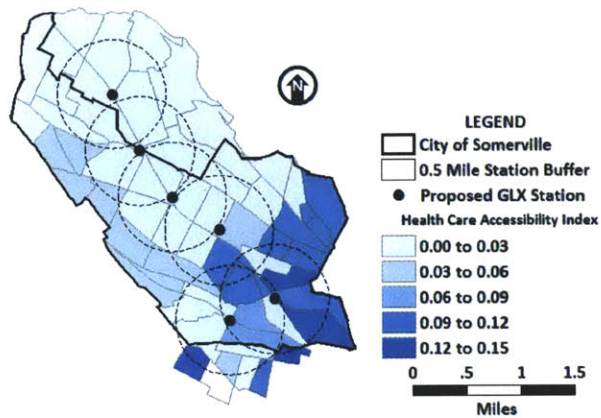 N
LEGEND
City of Somerville
0.5 Mile Station Buffer
Proposed GLX Station
Health Care Accessibility Index
0.00 to 0.03
0.03 to 0.06
0.06 to 0.09
0.09 to 0.12
0.12 to 0.15
0 .5 1 1.5
Miles